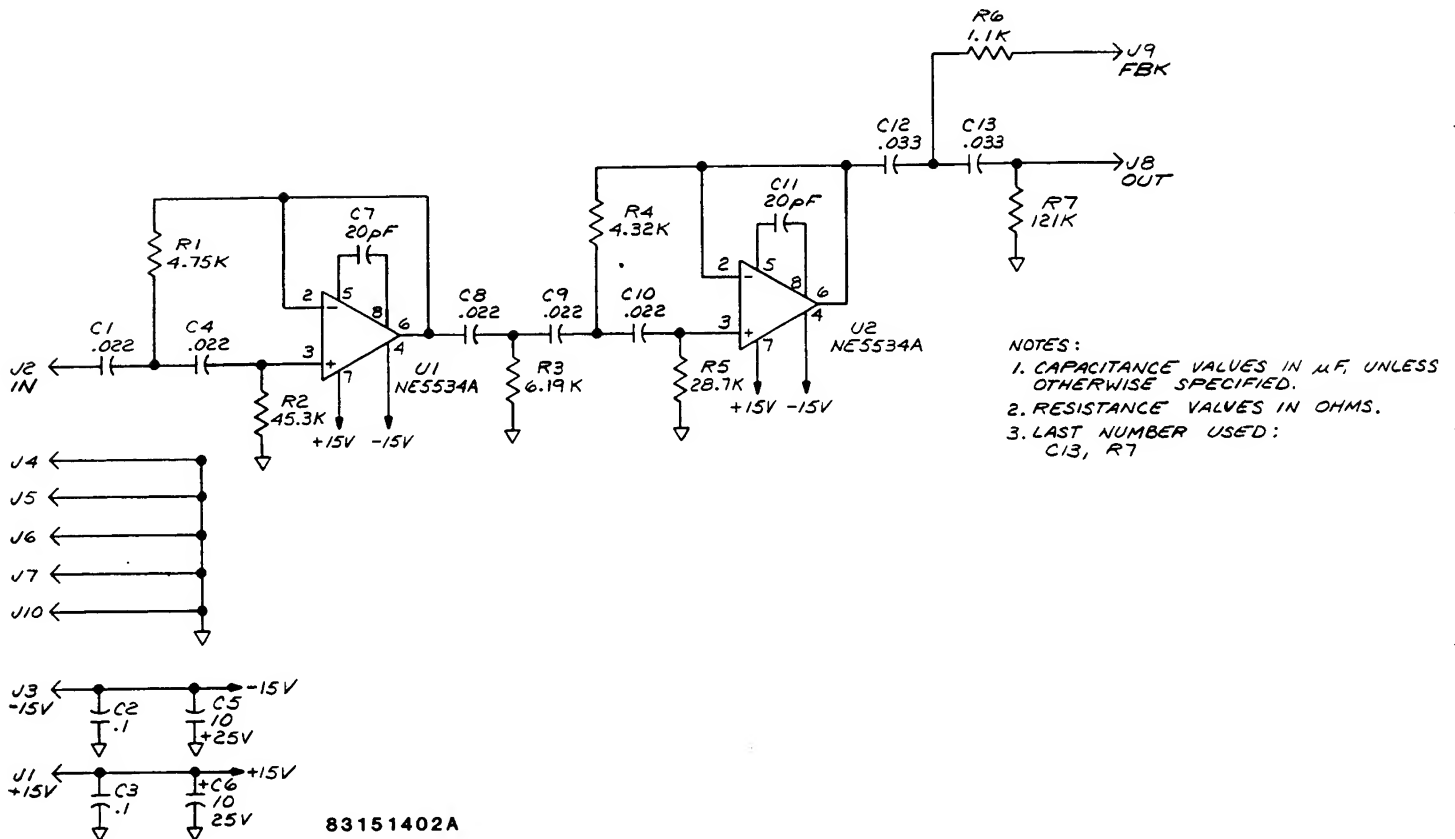 R6
1.1K
J9
FBK
C12
.033
C13
.033
J8
OUT
R7
121K
C11
20pF
R4
4.32K
C7
20pF
R1
4.75K
2
-
5
8
6
3
+
4
7
U2
NE5534A
2
-
5
8
6
3
+
4
7
U1
NE5534A
C8
.022
C9
.022
C10
.022
C1
.022
C4
.022
J2
IN
R2
45.3K
+15V
-15V
R3
6.19K
R5
28.7K
+15V
-15V
NOTES:
1. CAPACITANCE VALUES IN µF, UNLESS
OTHERWISE SPECIFIED.
2. RESISTANCE VALUES IN OHMS.
3. LAST NUMBER USED:
C13, R7
J4
J5
J6
J7
J10
J3
-15V
-15V
C2
.1
C5
10
+25V
J1
+15V
+15V
C3
.1
+C6
10
25V
83151402A